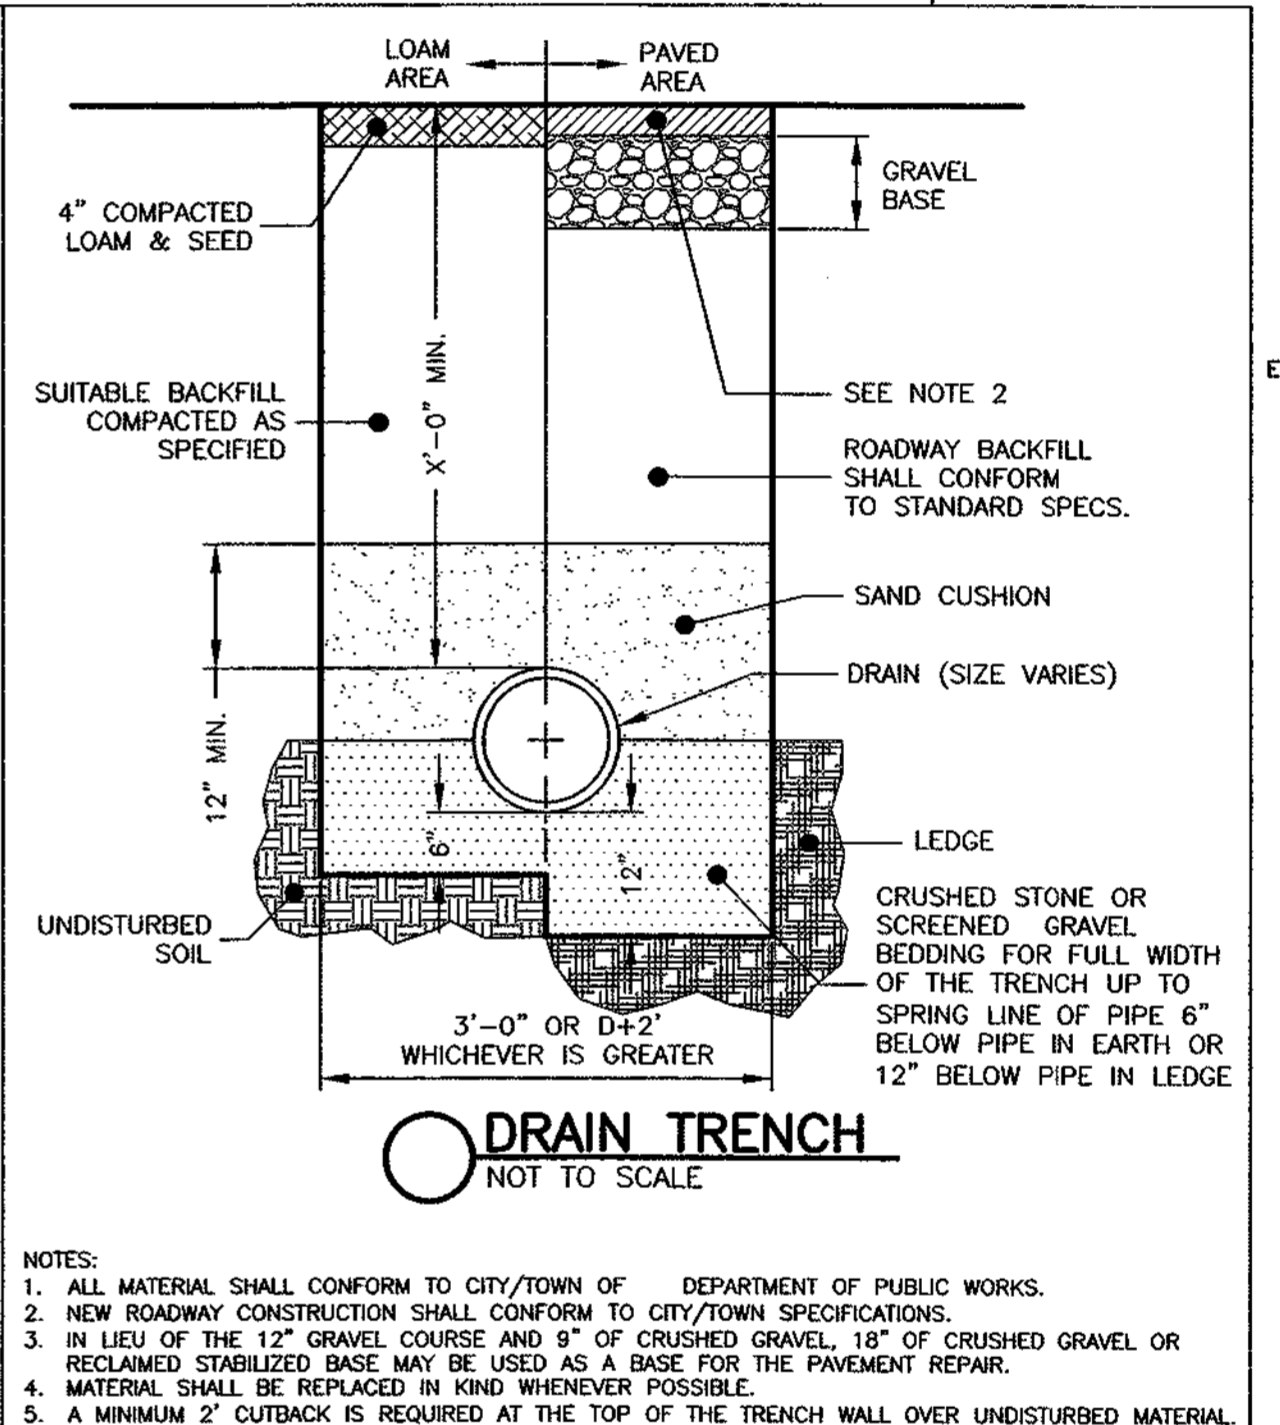 LOAM
AREA
PAVED
AREA
GRAVEL
BASE
4" COMPACTED
LOAM & SEED
X'-0" MIN.
SUITABLE BACKFILL
COMPACTED AS
SPECIFIED
SEE NOTE 2
E
ROADWAY BACKFILL
SHALL CONFORM
TO STANDARD SPECS.
SAND CUSHION
DRAIN (SIZE VARIES)
12" MIN.
6"
12"
LEDGE
UNDISTURBED
SOIL
CRUSHED STONE OR
SCREENED GRAVEL
BEDDING FOR FULL WIDTH
OF THE TRENCH UP TO
SPRING LINE OF PIPE 6"
BELOW PIPE IN EARTH OR
12" BELOW PIPE IN LEDGE
3'-0" OR D+2'
WHICHEVER IS GREATER
DRAIN TRENCH
NOT TO SCALE
NOTES:
1. ALL MATERIAL SHALL CONFORM TO CITY/TOWN OF DEPARTMENT OF PUBLIC WORKS.
2. NEW ROADWAY CONSTRUCTION SHALL CONFORM TO CITY/TOWN SPECIFICATIONS.
3. IN LIEU OF THE 12" GRAVEL COURSE AND 9" OF CRUSHED GRAVEL, 18" OF CRUSHED GRAVEL OR
RECLAIMED STABILIZED BASE MAY BE USED AS A BASE FOR THE PAVEMENT REPAIR.
4. MATERIAL SHALL BE REPLACED IN KIND WHENEVER POSSIBLE.
5. A MINIMUM 2' CUTBACK IS REQUIRED AT THE TOP OF THE TRENCH WALL OVER UNDISTURBED MATERIAL.